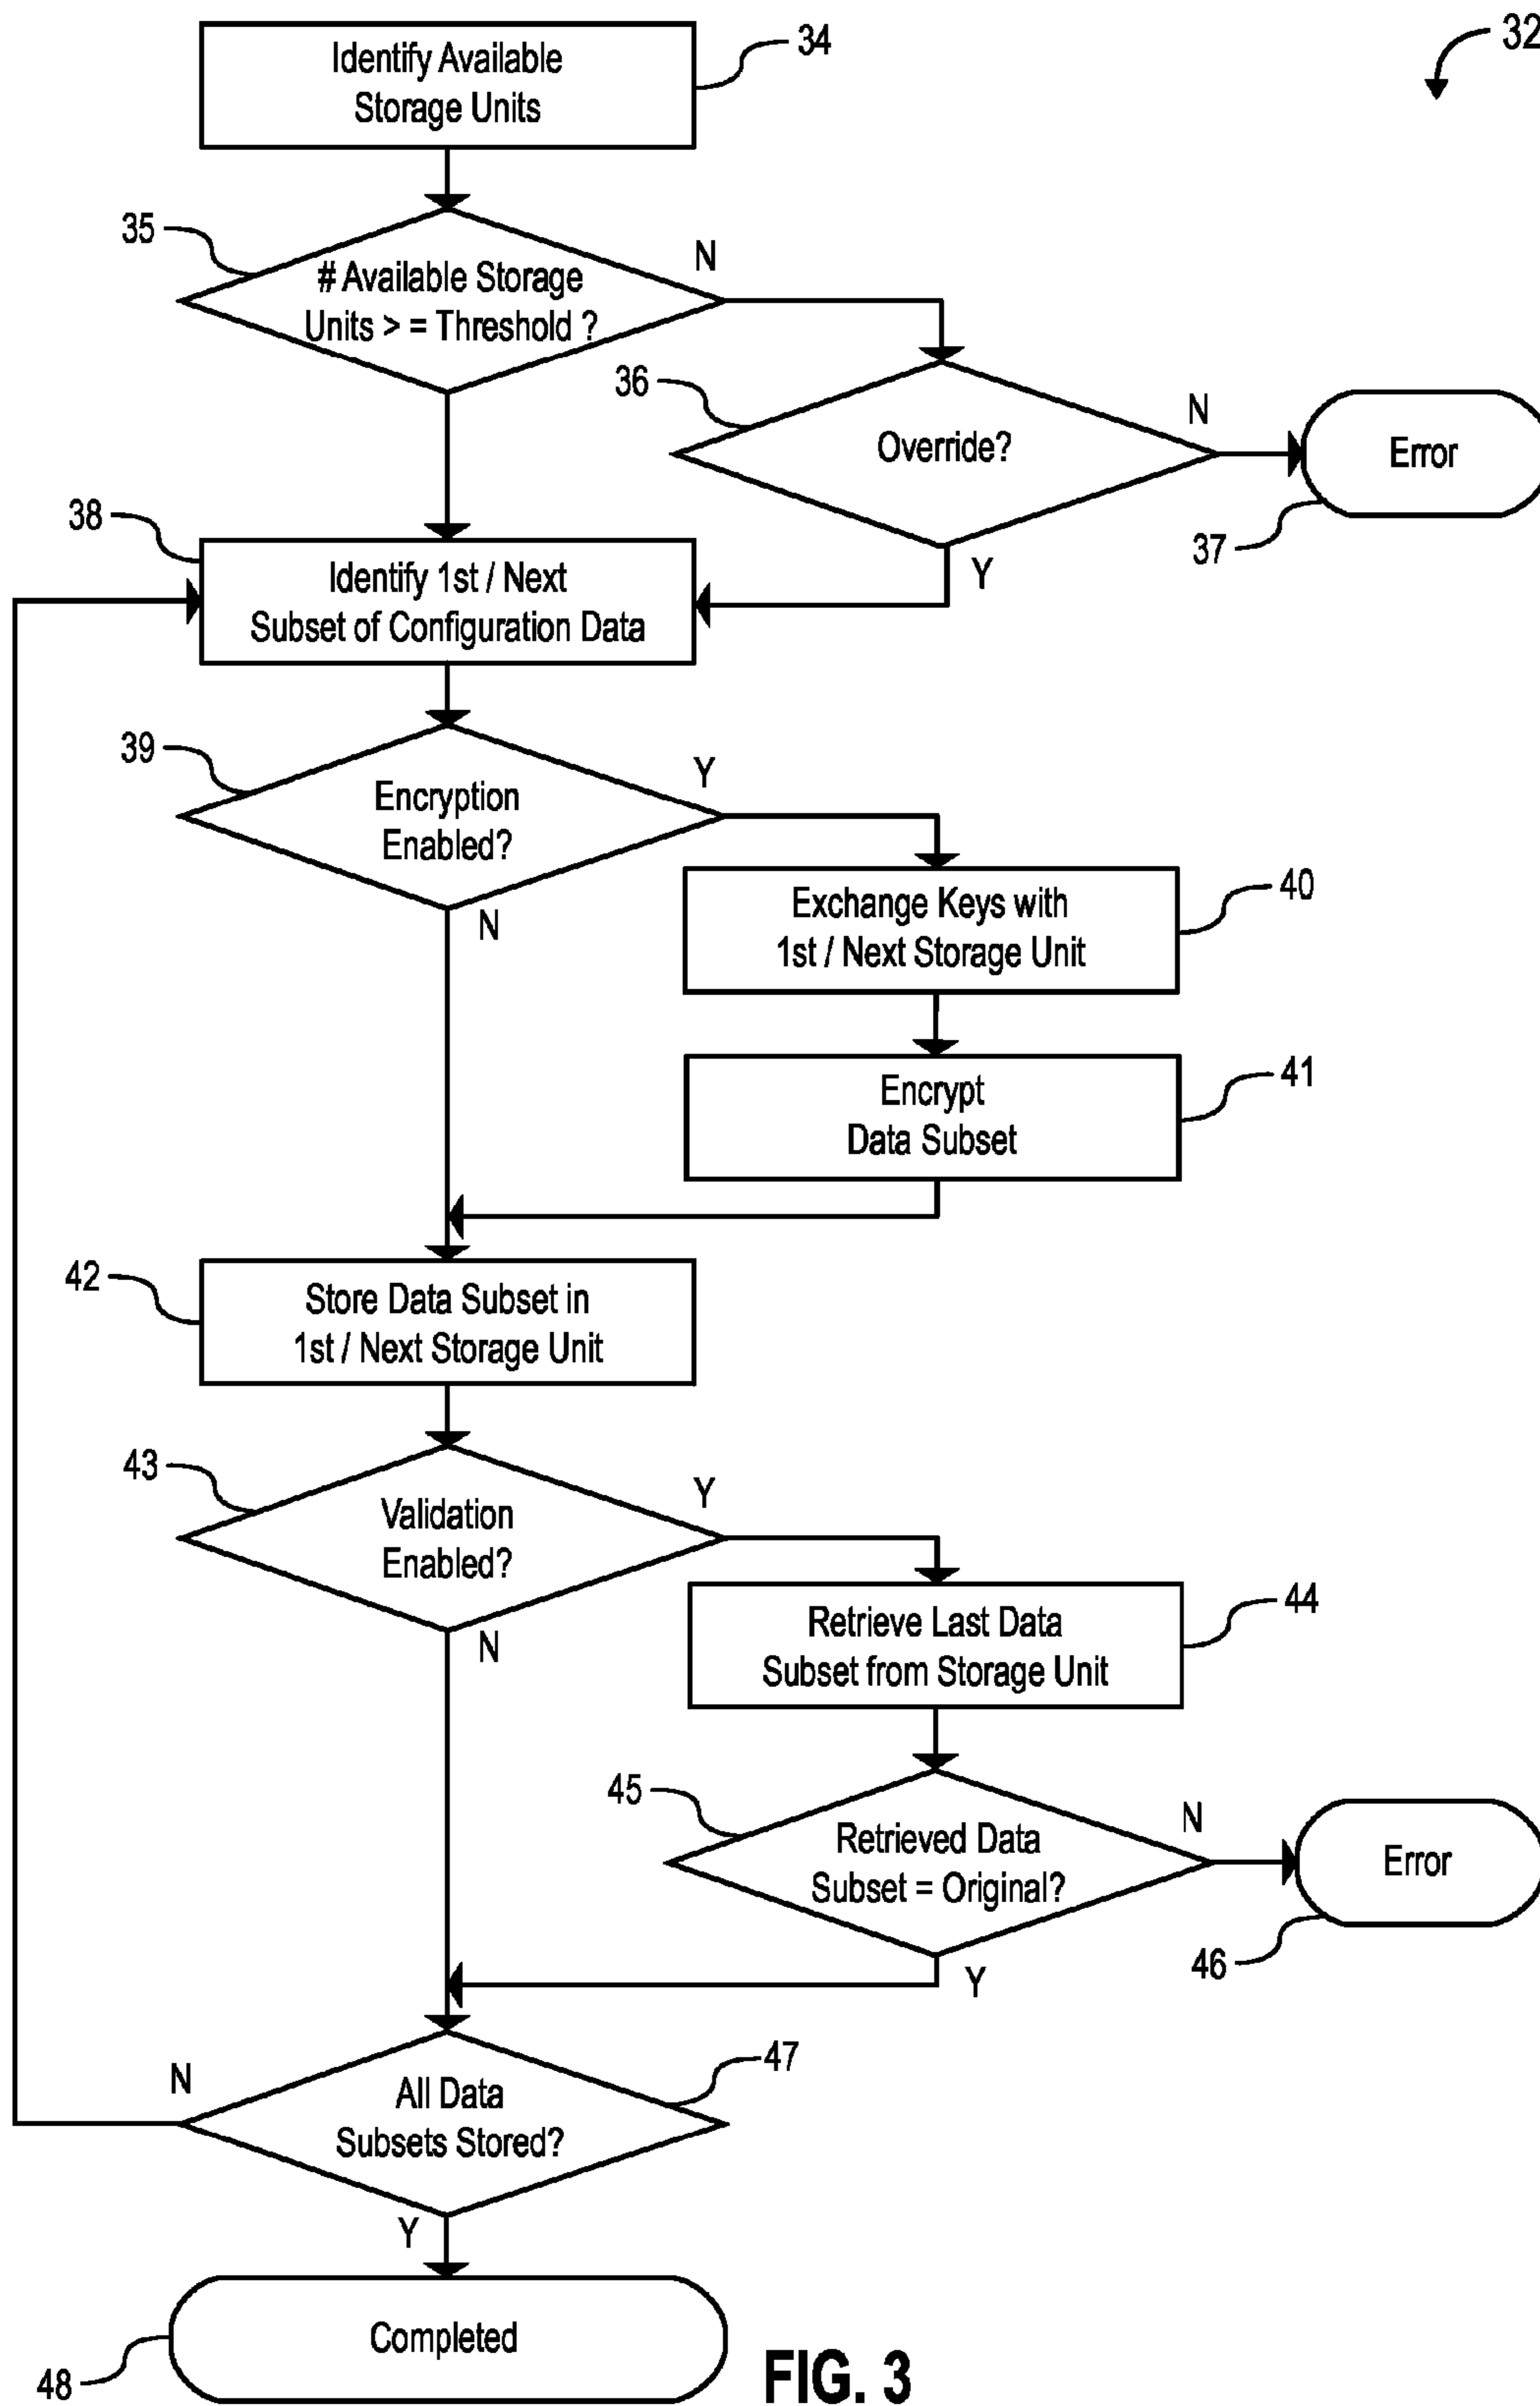 32
Identify Available
Storage Units
34
35
# Available Storage
Units > = Threshold ?
N
36
Override?
N
Error
37
Y
38
Identify 1st / Next
Subset of Configuration Data
39
Encryption
Enabled?
Y
N
Exchange Keys with
1st / Next Storage Unit
40
Encrypt
Data Subset
41
42
Store Data Subset in
1st / Next Storage Unit
43
Validation
Enabled?
Y
N
Retrieve Last Data
Subset from Storage Unit
44
45
Retrieved Data
Subset = Original?
N
Error
46
Y
47
All Data
Subsets Stored?
N
Y
Completed
48
FIG. 3